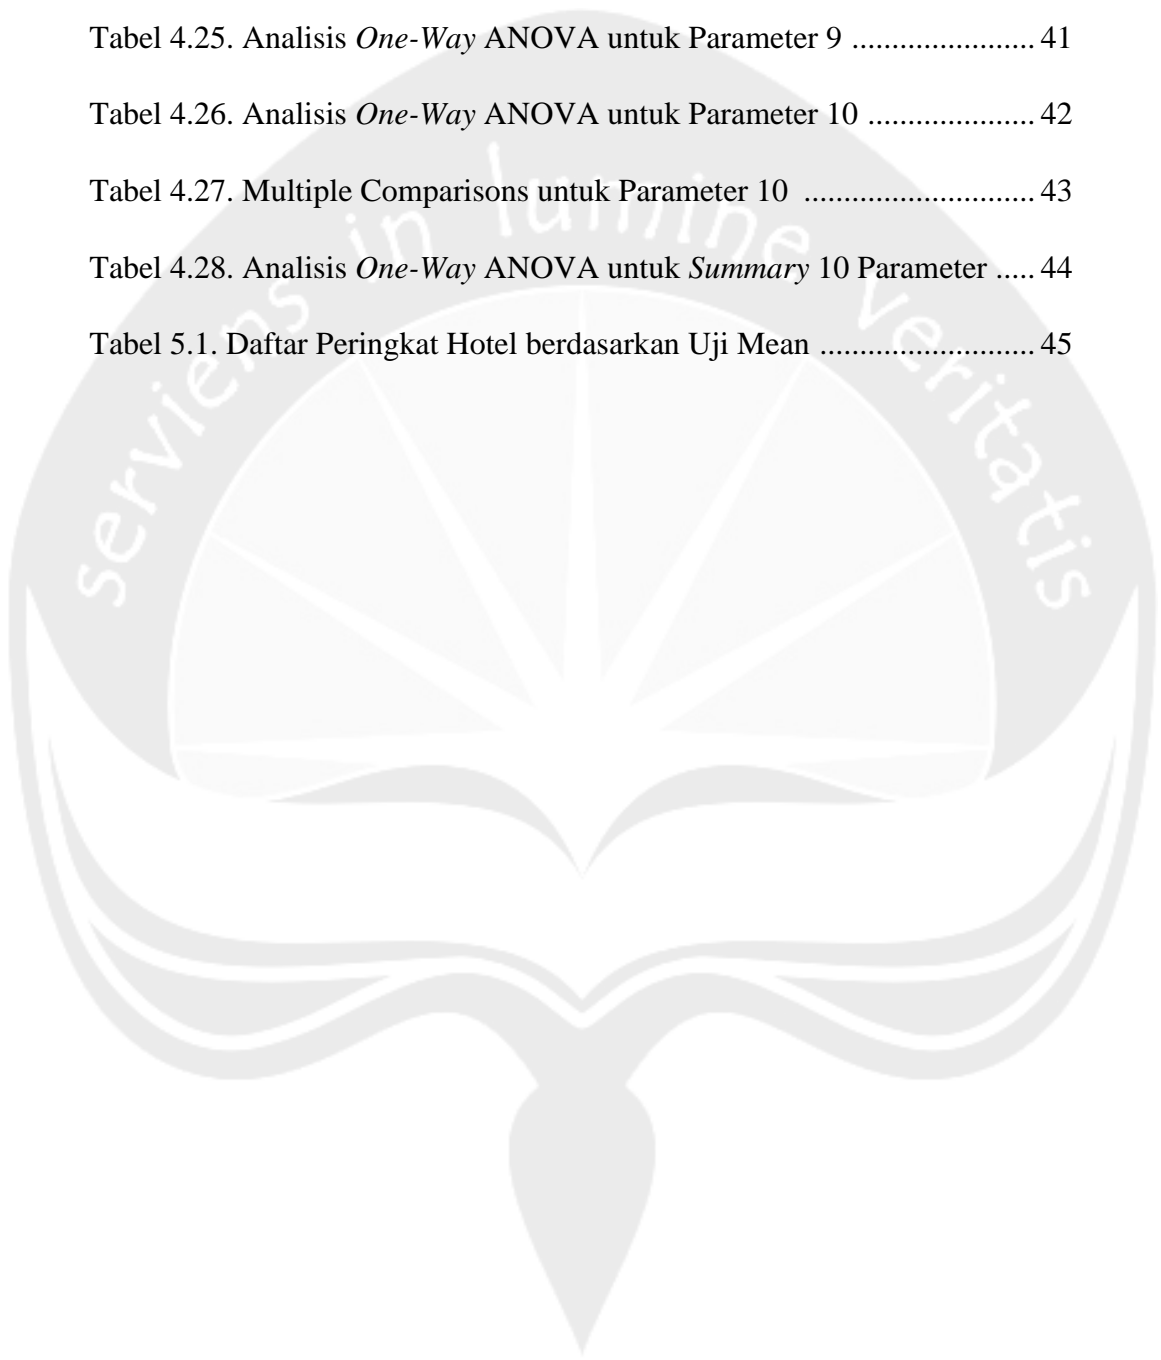 Tabel 4.25. Analisis One-Way ANOVA untuk Parameter 9 ....................... 41
Tabel 4.26. Analisis One-Way ANOVA untuk Parameter 10 ..................... 42
Tabel 4.27. Multiple Comparisons untuk Parameter 10 ............................. 43
Tabel 4.28. Analisis One-Way ANOVA untuk Summary 10 Parameter ..... 44
Tabel 5.1. Daftar Peringkat Hotel berdasarkan Uji Mean ........................... 45
serviens in lumine veritatis